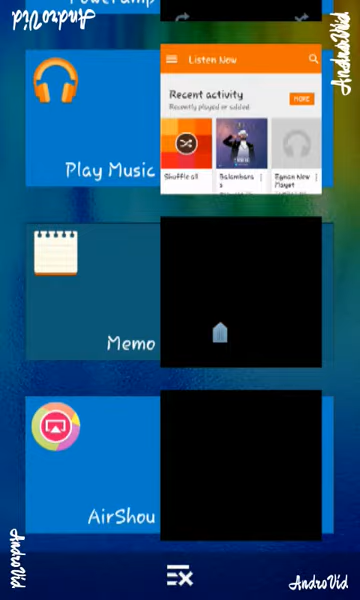 PowerAmp
AndroVid
AndroVid
Listen Now
Recent activity
Recently played or added
MORE
Play Music
Shuffle all
Balambara
s
Memo
AirShou
AndroVid
AndroVid